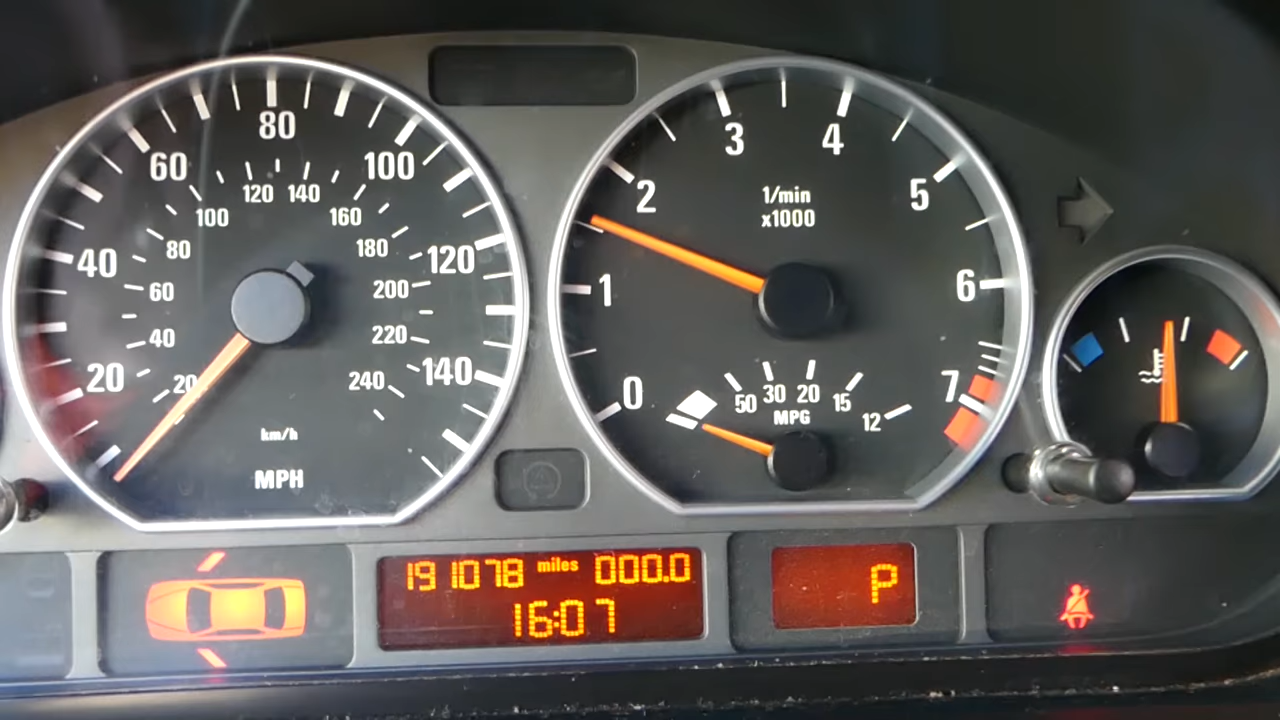 20 40 60 80 100 120 140
20 40 60 80 100 120 140 160 180 200 220 240
km/h
MPH
0 1 2 3 4 5 6 7
1/min
x1000
50 30 20 15 12
MPG
191078 miles 000.0
16:07
P